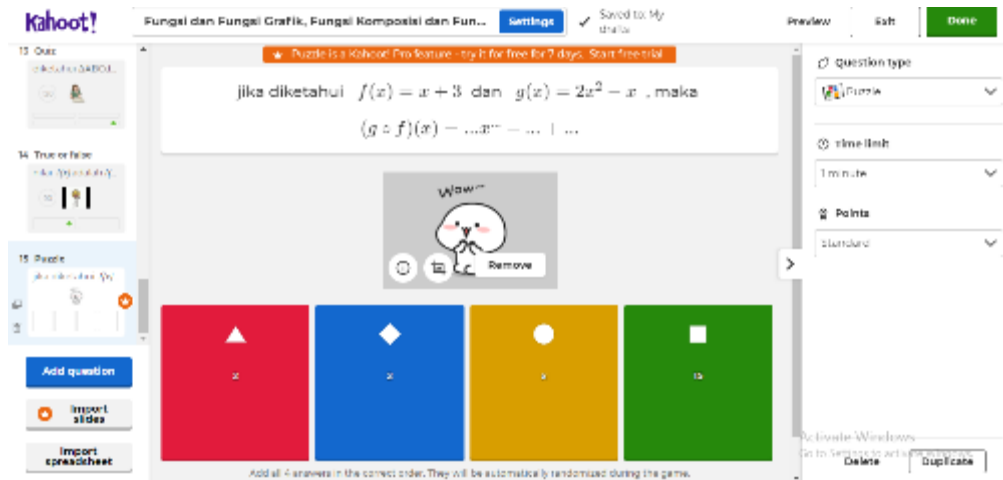 Kahoot!
Fungsi dan Fungsi Grafik, Fungsi Komposisi dan Fun...
Settings
Saved to: My drafts
Preview
Exit
Done
13 Quiz
14 True or false
15 Puzzle
Add question
Import slides
Import spreadsheet
Puzzle is a Kahoot! Pro feature - try it for free for 7 days. Start free trial
jika diketahui f(x) = x + 3 dan g(x) = 2x² − x , maka
(g ∘ f)(x) = ...x^... − ... + ...
Wow~
Remove
2
2
15
Add all 4 answers in the correct order. They will be automatically randomized during the game.
Question type
Puzzle
Time limit
1 minute
Points
Standard
Activate Windows
Go to Settings to activate Windows.
Delete
Duplicate